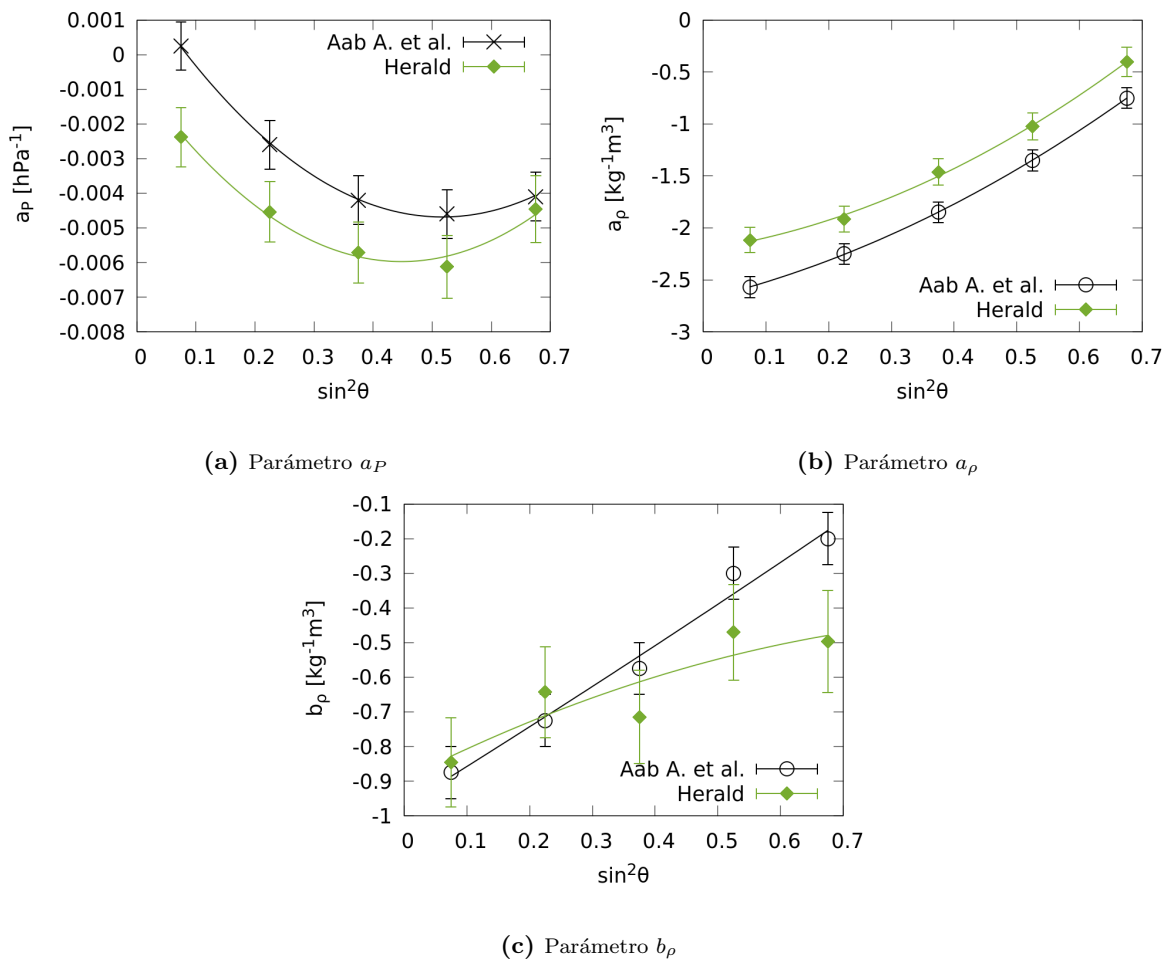 0.001
0
-0.001
-0.002
-0.003
-0.004
-0.005
-0.006
-0.007
-0.008
aP [hPa-1]
0 0.1 0.2 0.3 0.4 0.5 0.6 0.7
sin²θ
Aab A. et al.
Herald
(a) Parámetro aP
0
-0.5
-1
-1.5
-2
-2.5
-3
aρ [kg-1m3]
0 0.1 0.2 0.3 0.4 0.5 0.6 0.7
sin²θ
Aab A. et al.
Herald
(b) Parámetro aρ
-0.1
-0.2
-0.3
-0.4
-0.5
-0.6
-0.7
-0.8
-0.9
-1
bρ [kg-1m3]
0 0.1 0.2 0.3 0.4 0.5 0.6 0.7
sin²θ
Aab A. et al.
Herald
(c) Parámetro bρ